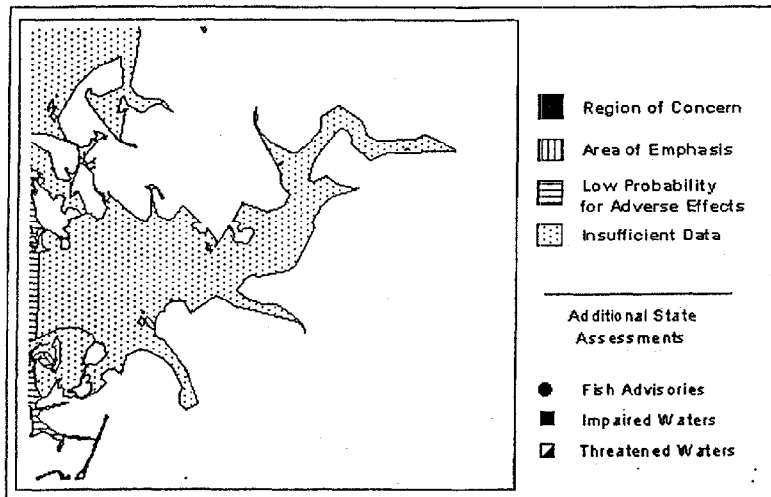 Region of Concern
Area of Emphasis
Low Probability
for Adverse Effects
Insufficient Data
Additional State
Assessments
Fish Advisories
Impaired Waters
Threatened Waters